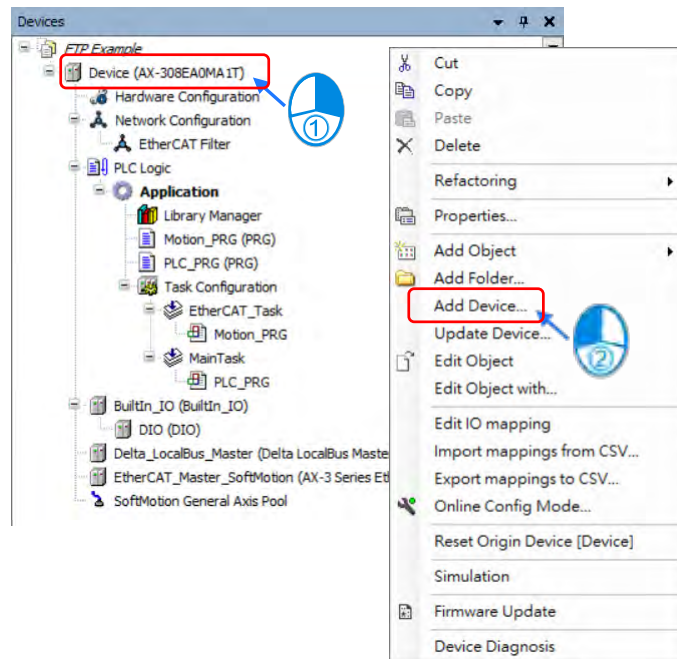 Devices
FTP Example
Device (AX-308EA0MA1T)
Hardware Configuration
①
Network Configuration
EtherCAT Filter
PLC Logic
Application
Library Manager
Motion_PRG (PRG)
PLC_PRG (PRG)
Task Configuration
EtherCAT_Task
Motion_PRG
MainTask
PLC_PRG
BuiltIn_IO (BuiltIn_IO)
DIO (DIO)
Delta_LocalBus_Master (Delta LocalBus Maste
EtherCAT_Master_SoftMotion (AX-3 Series Et
SoftMotion General Axis Pool
Cut
Copy
Paste
Delete
Refactoring
Properties...
Add Object
Add Folder...
Add Device...
Update Device...
②
Edit Object
Edit Object with...
Edit IO mapping
Import mappings from CSV...
Export mappings to CSV...
Online Config Mode...
Reset Origin Device [Device]
Simulation
Firmware Update
Device Diagnosis